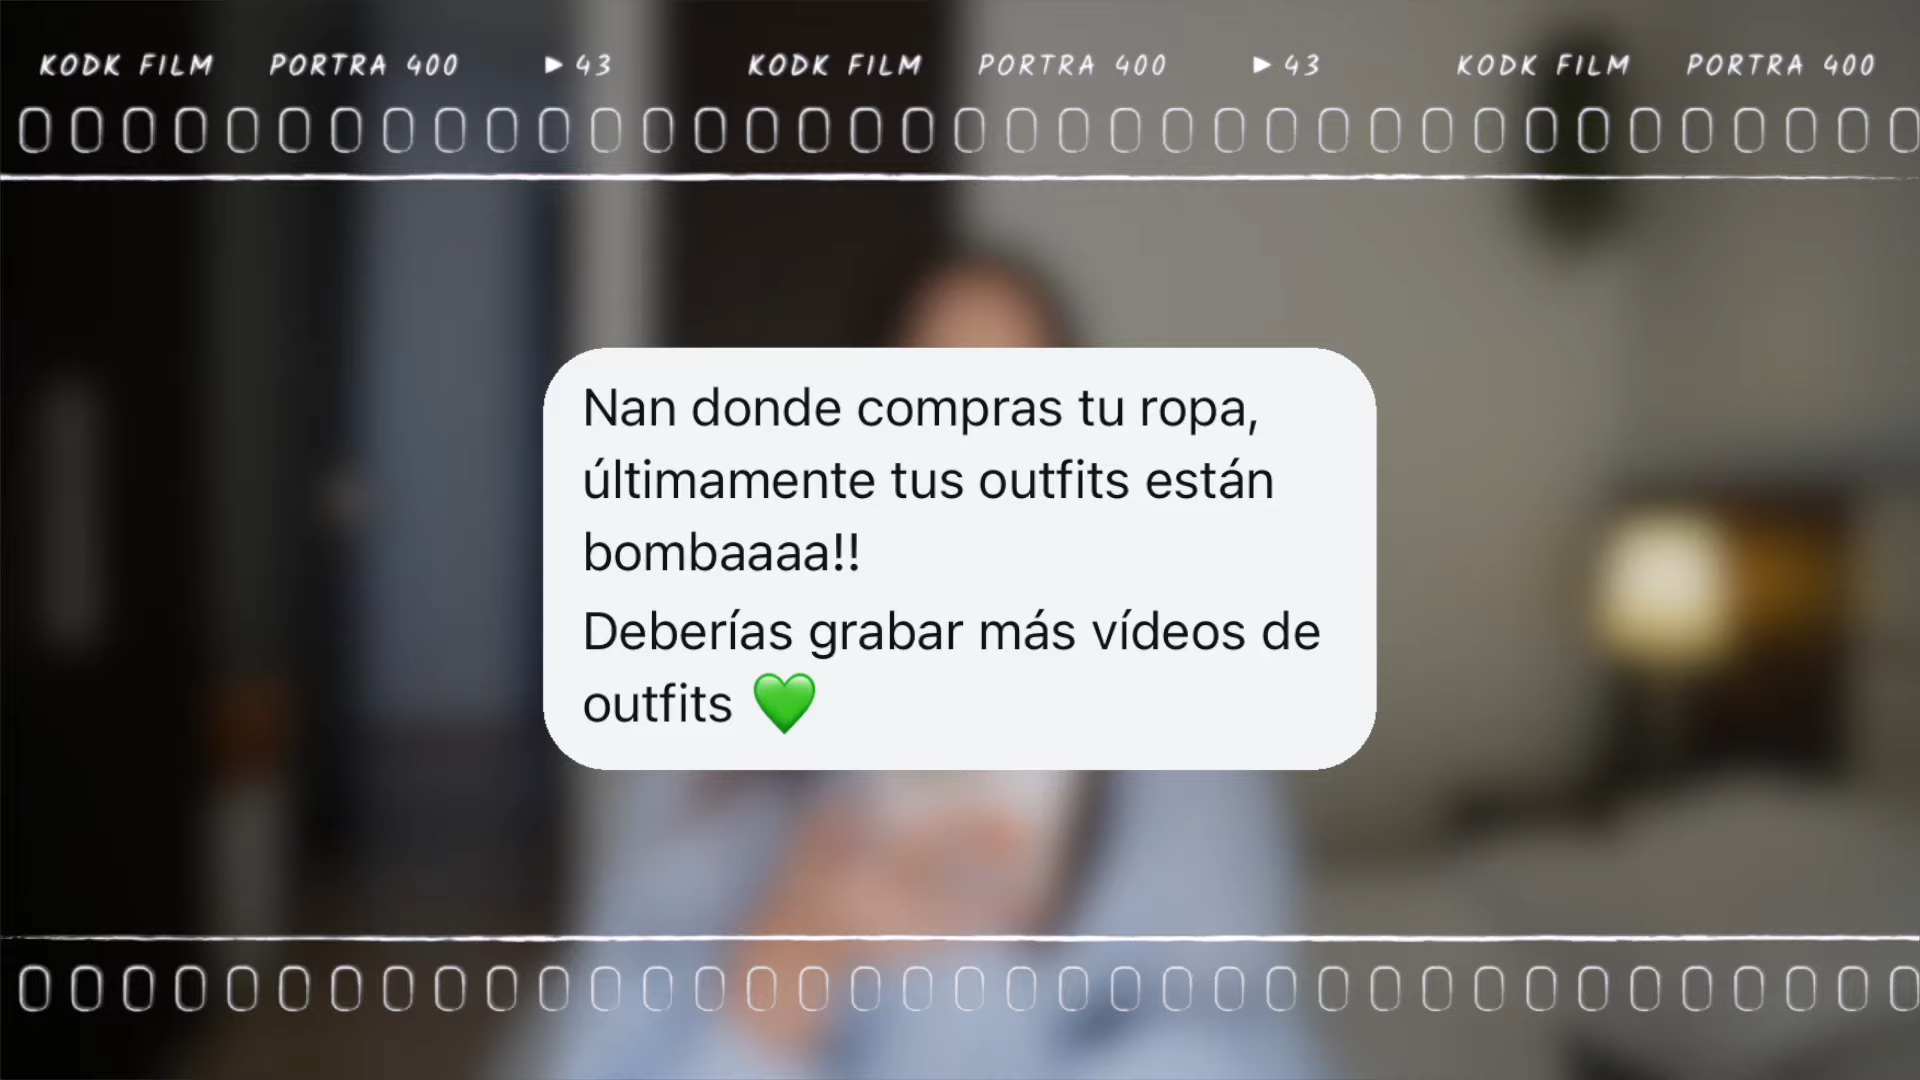 KODK FILM PORTRA 400 ▶ 43 KODK FILM PORTRA 400 ▶ 43 KODK FILM PORTRA 400
Nan donde compras tu ropa,
últimamente tus outfits están
bombaaaa!!
Deberías grabar más vídeos de
outfits 💚